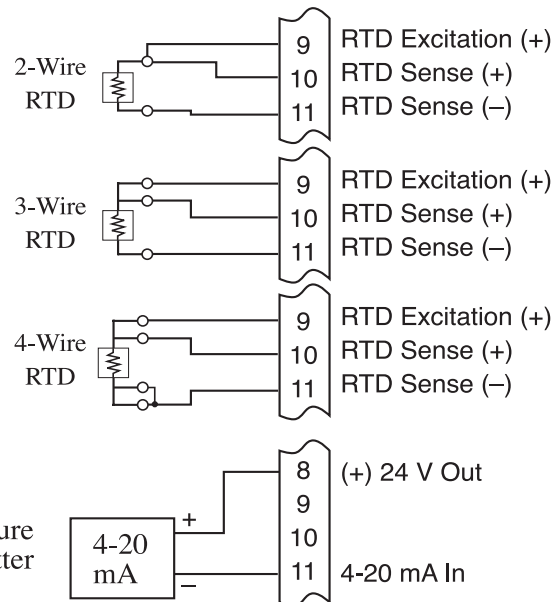 2-Wire
RTD
9 RTD Excitation (+)
10 RTD Sense (+)
11 RTD Sense (–)
3-Wire
RTD
9 RTD Excitation (+)
10 RTD Sense (+)
11 RTD Sense (–)
4-Wire
RTD
9 RTD Excitation (+)
10 RTD Sense (+)
11 RTD Sense (–)
4-20
mA
+
–
8 (+) 24 V Out
9
10
11 4-20 mA In